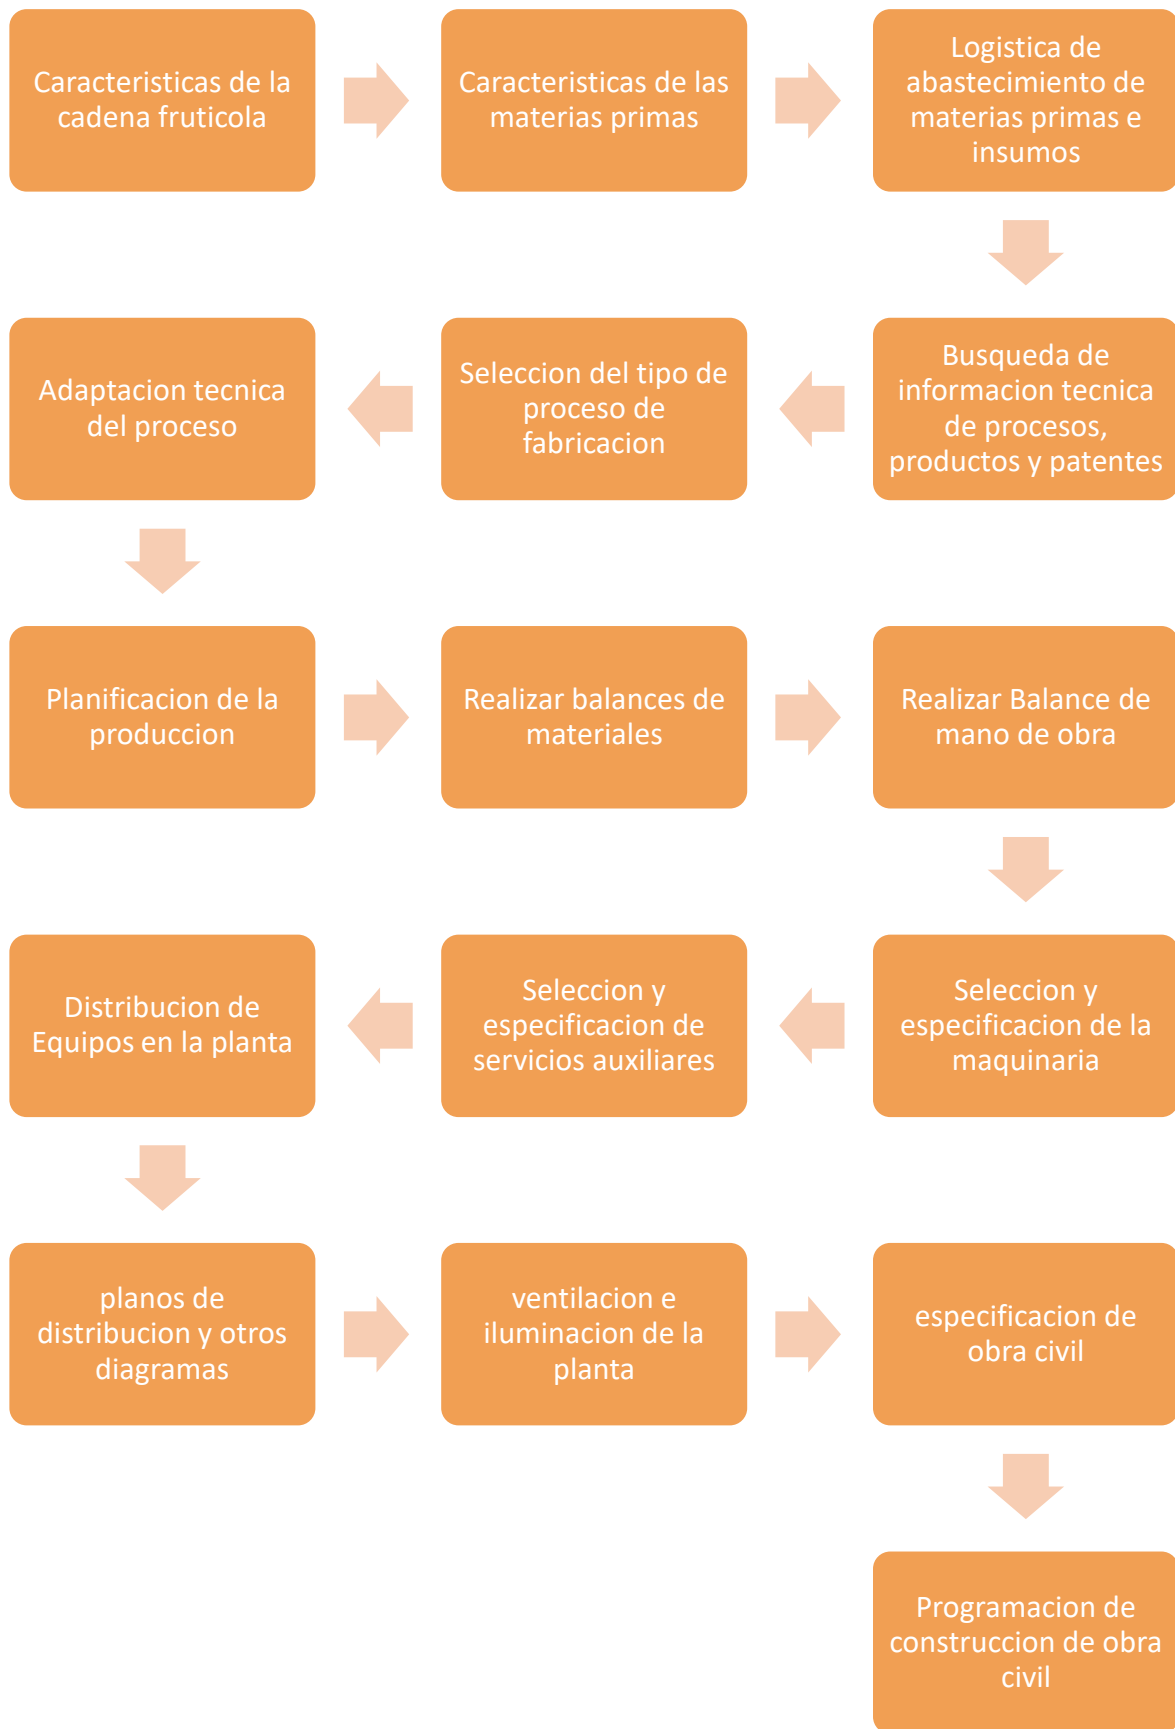 Caracteristicas de la
cadena fruticola
Caracteristicas de las
materias primas
Logistica de
abastecimiento de
materias primas e
insumos
Busqueda de
informacion tecnica
de procesos,
productos y patentes
Seleccion del tipo de
proceso de
fabricacion
Adaptacion tecnica
del proceso
Planificacion de la
produccion
Realizar balances de
materiales
Realizar Balance de
mano de obra
Seleccion y
especificacion de la
maquinaria
Seleccion y
especificacion de
servicios auxiliares
Distribucion de
Equipos en la planta
planos de
distribucion y otros
diagramas
ventilacion e
iluminacion de la
planta
especificacion de
obra civil
Programacion de
construccion de obra
civil